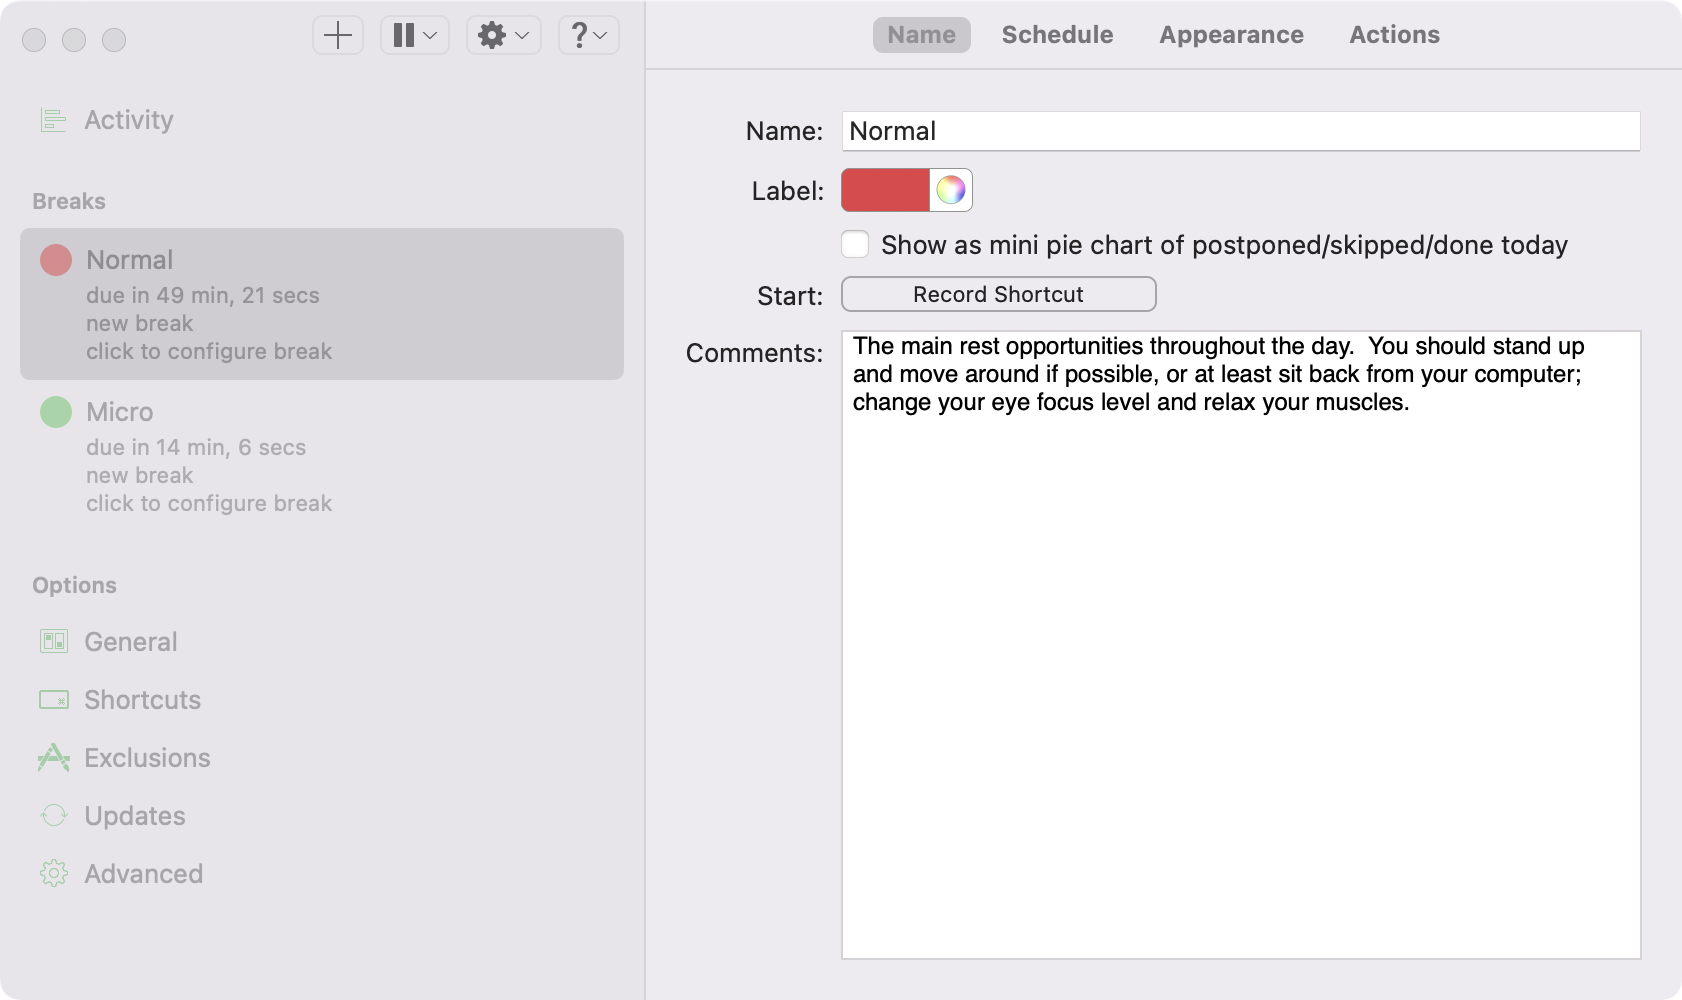 ?
Activity
Breaks
Normal
due in 49 min, 21 secs
new break
click to configure break
Micro
due in 14 min, 6 secs
new break
click to configure break
Options
General
Shortcuts
Exclusions
Updates
Advanced
Name Schedule Appearance Actions
Name: Normal
Label:
Show as mini pie chart of postponed/skipped/done today
Start: Record Shortcut
Comments: The main rest opportunities throughout the day.  You should stand up
and move around if possible, or at least sit back from your computer;
change your eye focus level and relax your muscles.